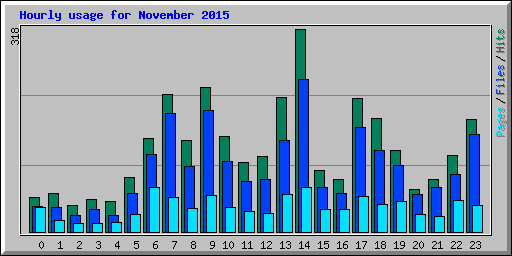 Hourly usage for November 2015
318
Pages/Files/Hits
0 1 2 3 4 5 6 7 8 9 10 11 12 13 14 15 16 17 18 19 20 21 22 23